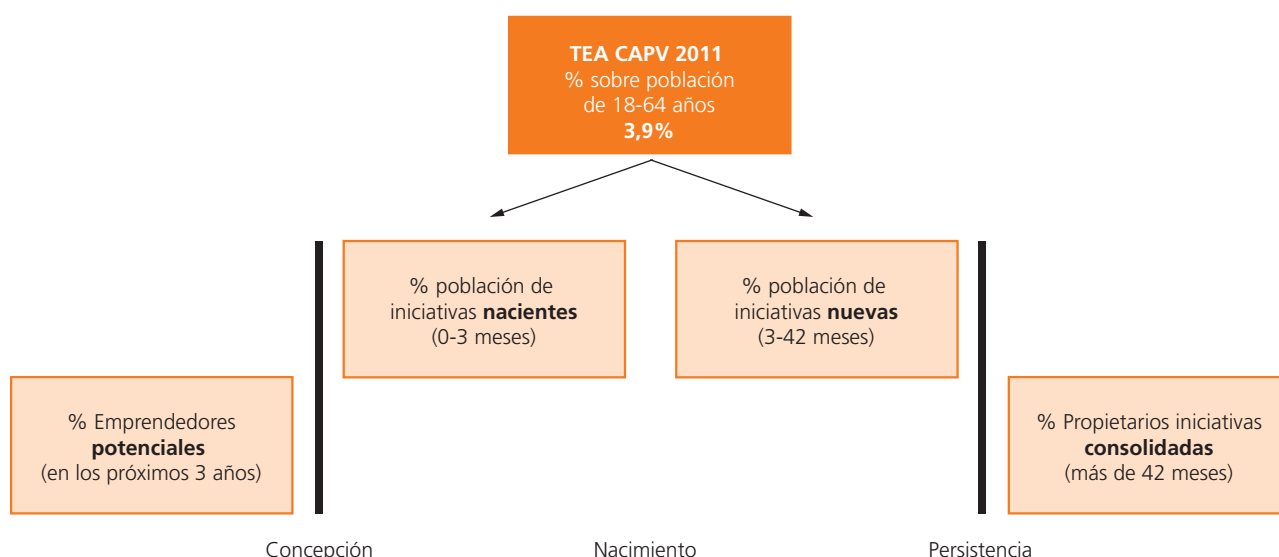 TEA CAPV 2011
% sobre población
de 18-64 años
3,9%
% población de
iniciativas nacientes
(0-3 meses)
% población de
iniciativas nuevas
(3-42 meses)
% Emprendedores
potenciales
(en los próximos 3 años)
% Propietarios iniciativas
consolidadas
(más de 42 meses)
Concepción
Nacimiento
Persistencia